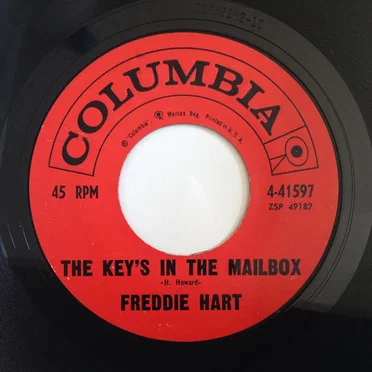 COLUMBIA
® "Columbia", Marcas Reg. Printed in U. S. A.
45 RPM
4-41597
ZSP 49187
THE KEY'S IN THE MAILBOX
-H. Howard-
FREDDIE HART